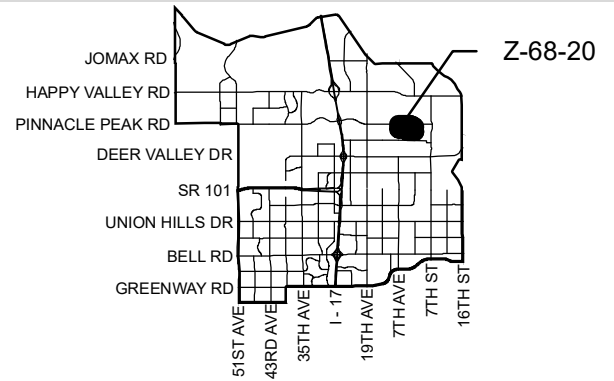 Z-68-20
JOMAX RD
HAPPY VALLEY RD
PINNACLE PEAK RD
DEER VALLEY DR
SR 101
UNION HILLS DR
BELL RD
GREENWAY RD
51ST AVE
43RD AVE
35TH AVE
I - 17
19TH AVE
7TH AVE
7TH ST
16TH ST